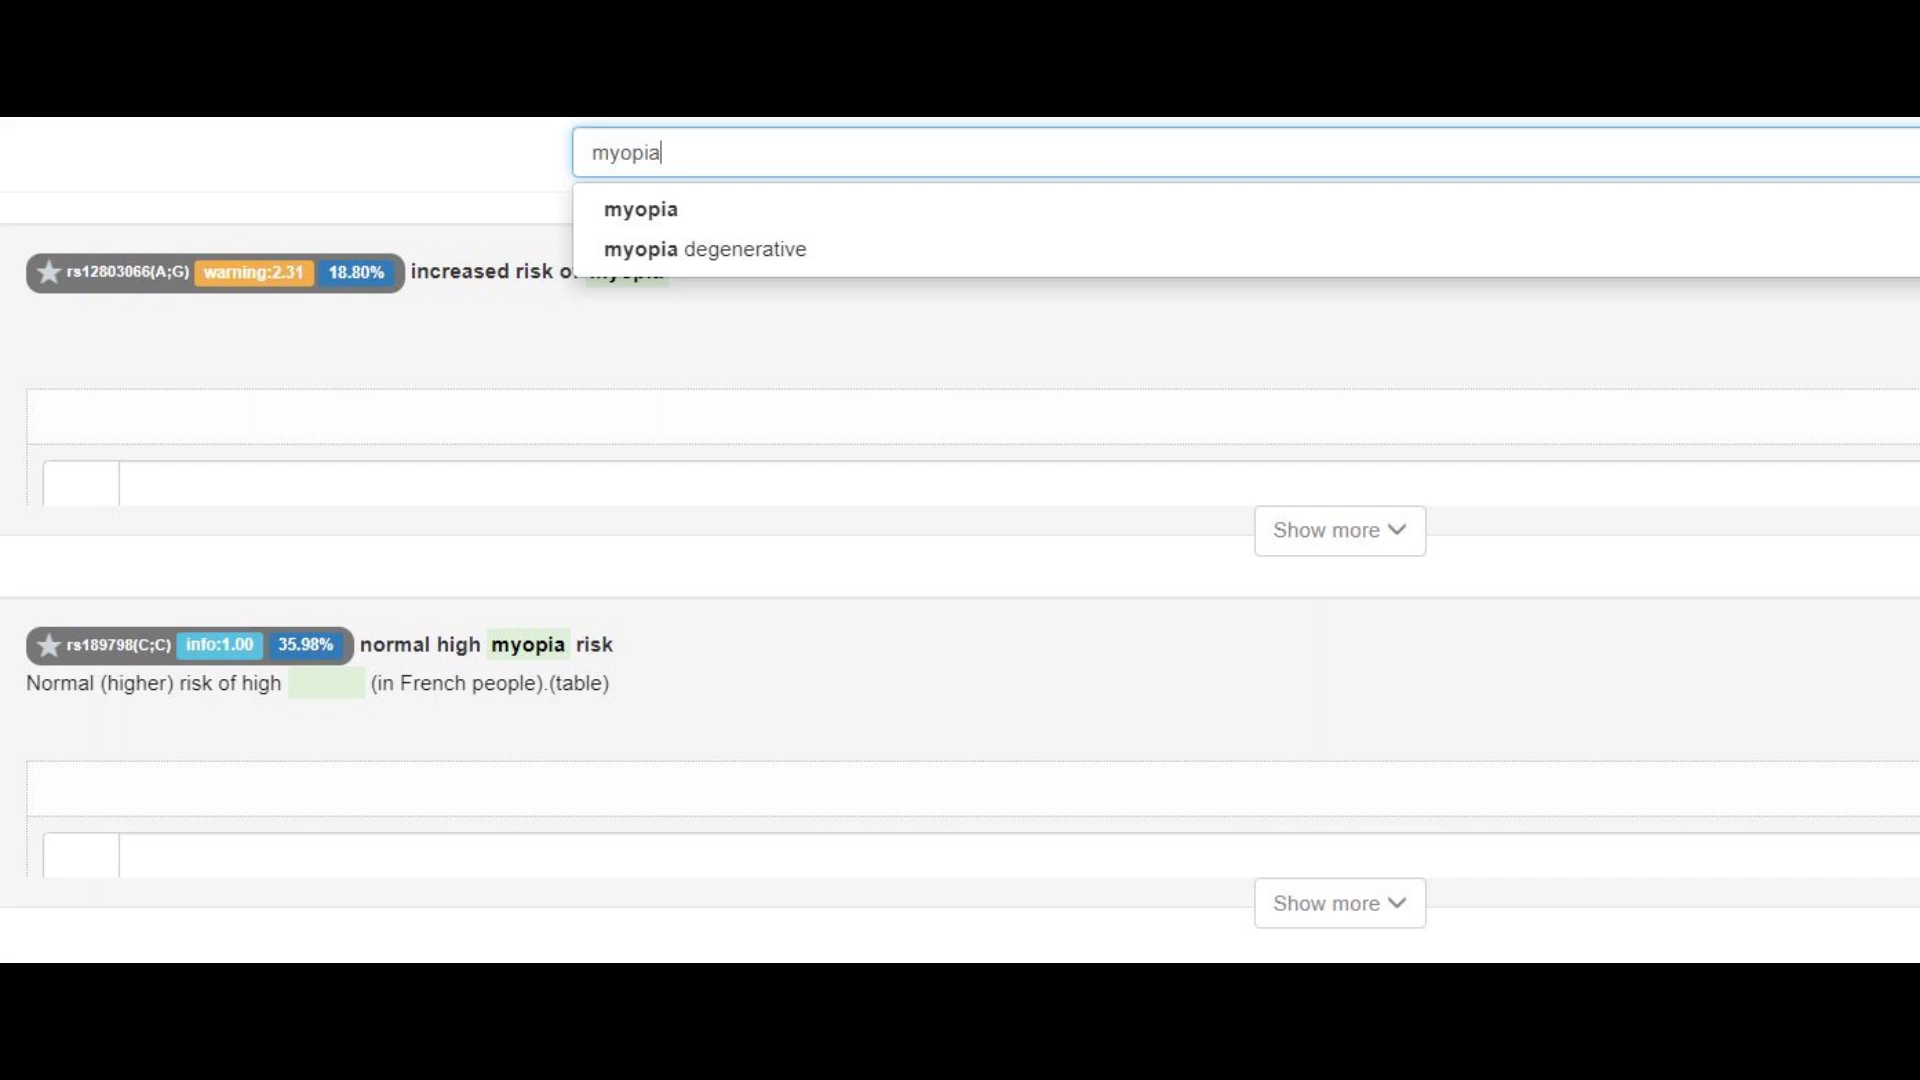 myopia
myopia
myopia degenerative
rs12803066(A;G) warning:2.31 18.80% increased risk
Show more
rs189798(C;C) info:1.00 35.98% normal high myopia risk
Normal (higher) risk of high (in French people).(table)
Show more